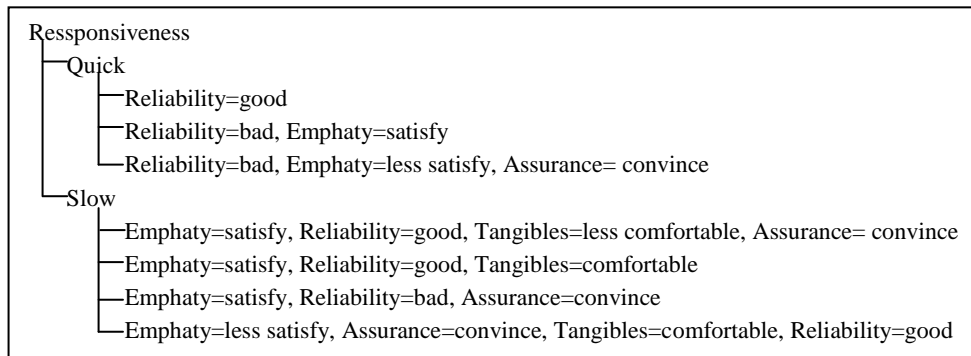 Ressponsiveness
Quick
Reliability=good
Reliability=bad, Emphaty=satisfy
Reliability=bad, Emphaty=less satisfy, Assurance= convince
Slow
Emphaty=satisfy, Reliability=good, Tangibles=less comfortable, Assurance= convince
Emphaty=satisfy, Reliability=good, Tangibles=comfortable
Emphaty=satisfy, Reliability=bad, Assurance=convince
Emphaty=less satisfy, Assurance=convince, Tangibles=comfortable, Reliability=good